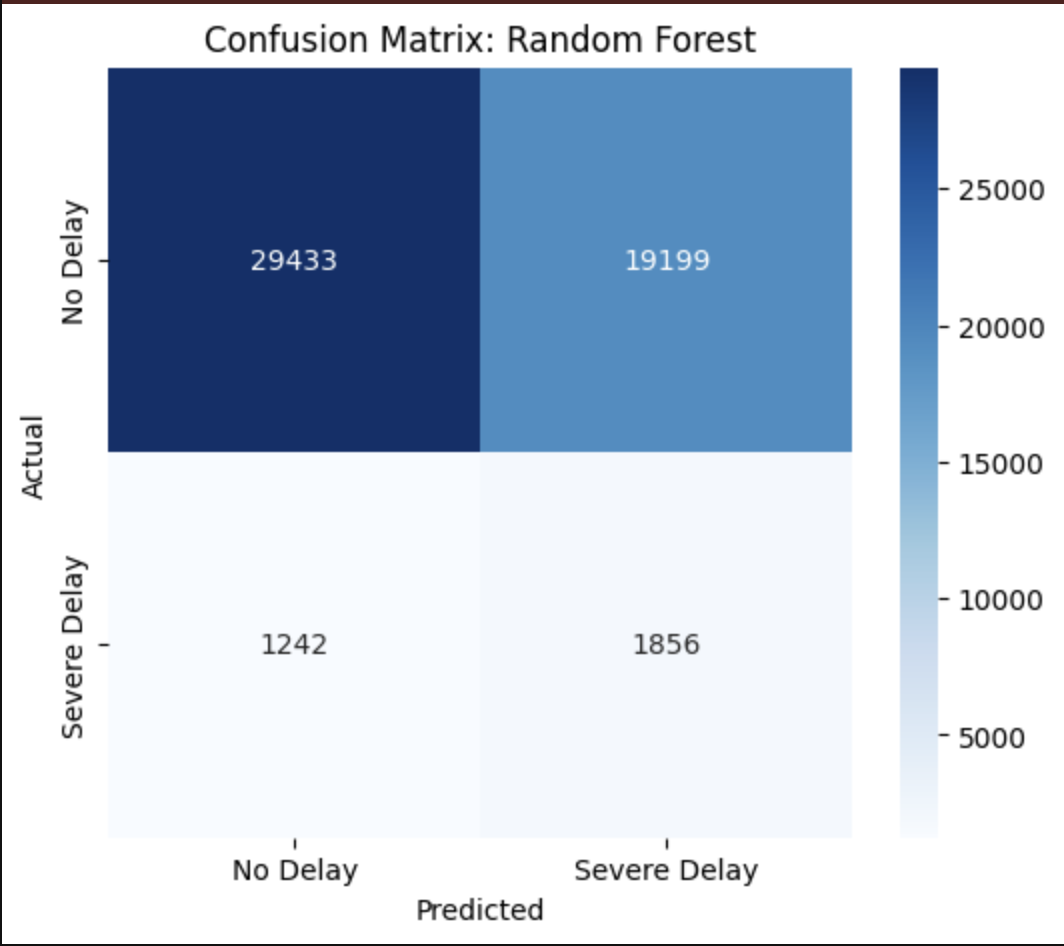 Confusion Matrix: Random Forest
No Delay
29433
19199
Actual
Severe Delay
1242
1856
No Delay
Severe Delay
Predicted
25000
20000
15000
10000
5000